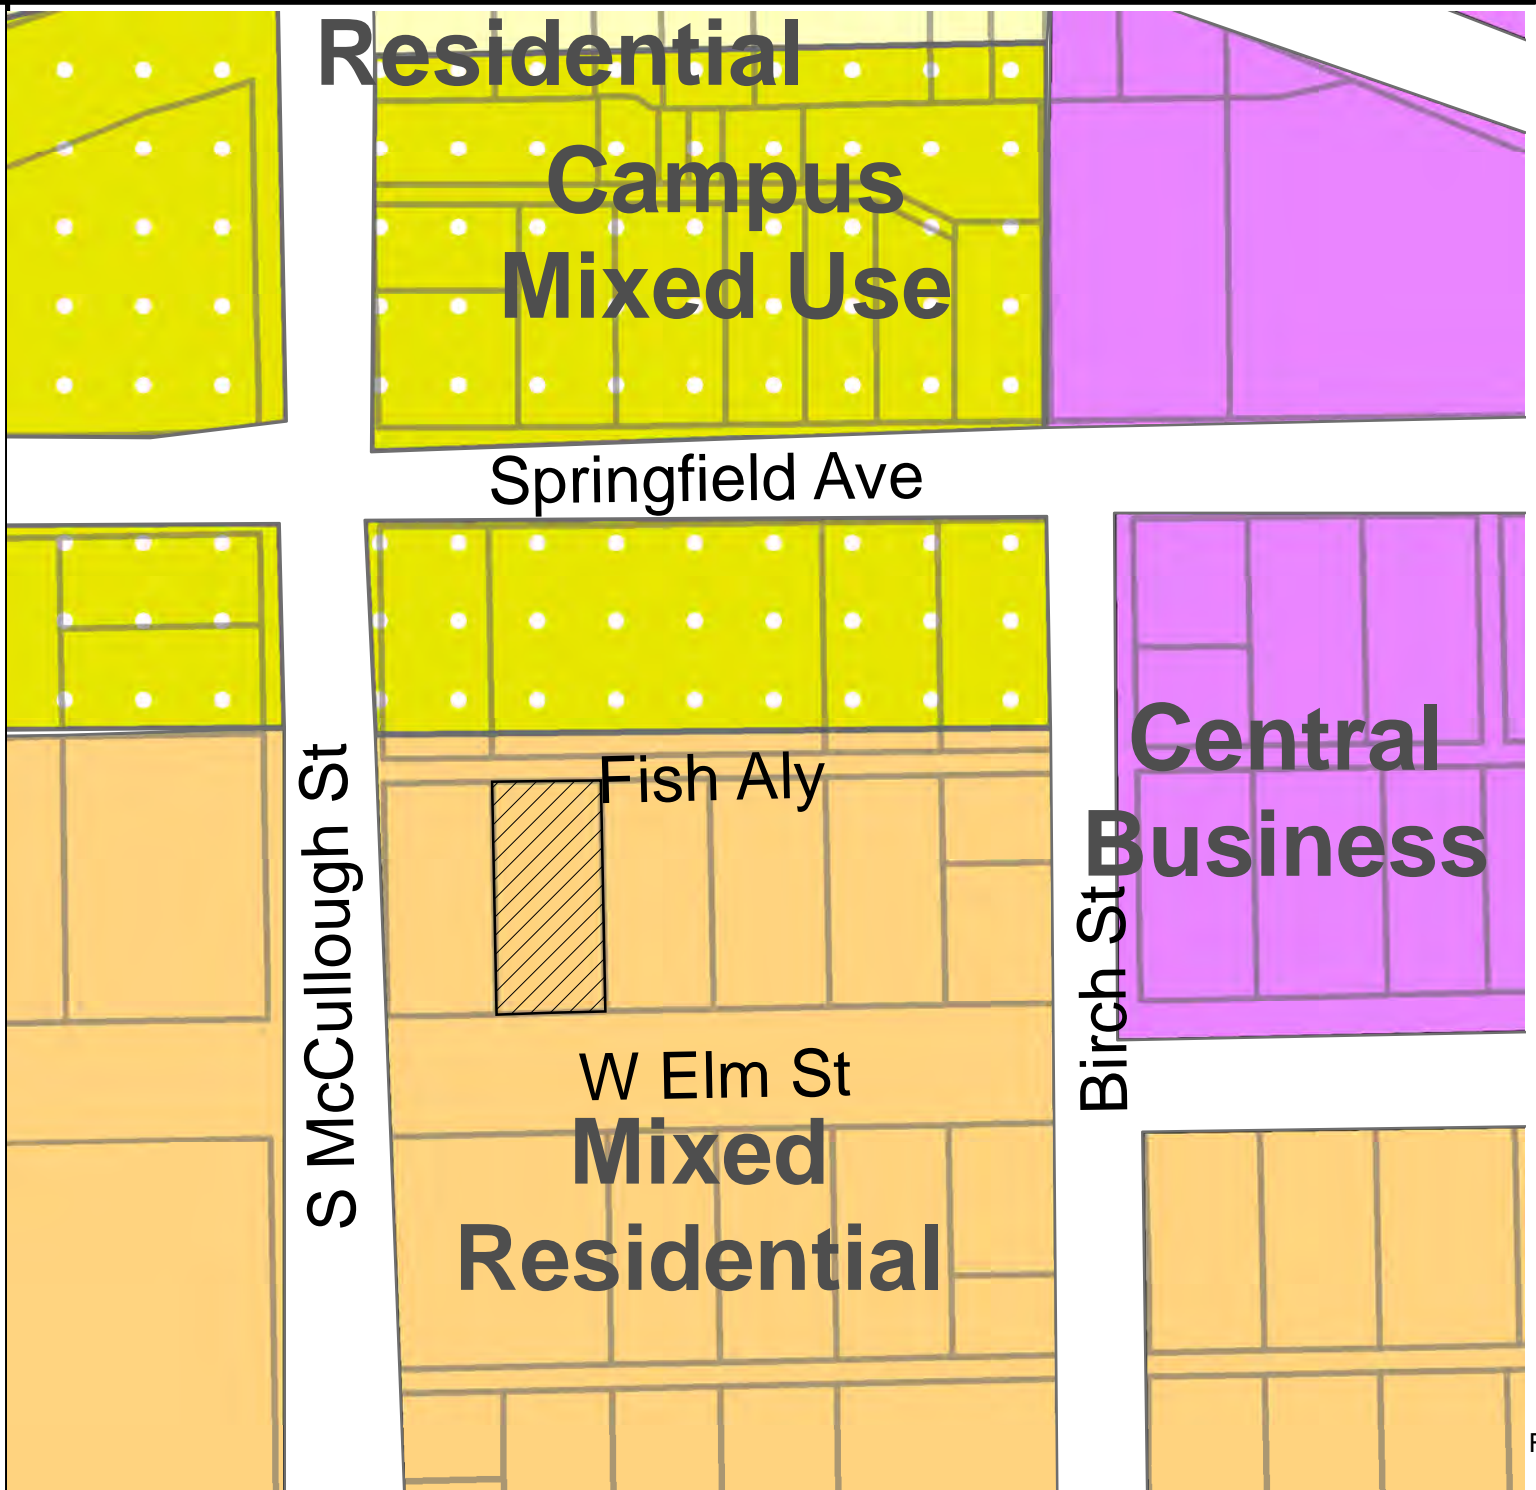 Residential
Campus
Mixed Use
Springfield Ave
S McCullough St
Fish Aly
Central
Business
Birch St
W Elm St
Mixed
Residential